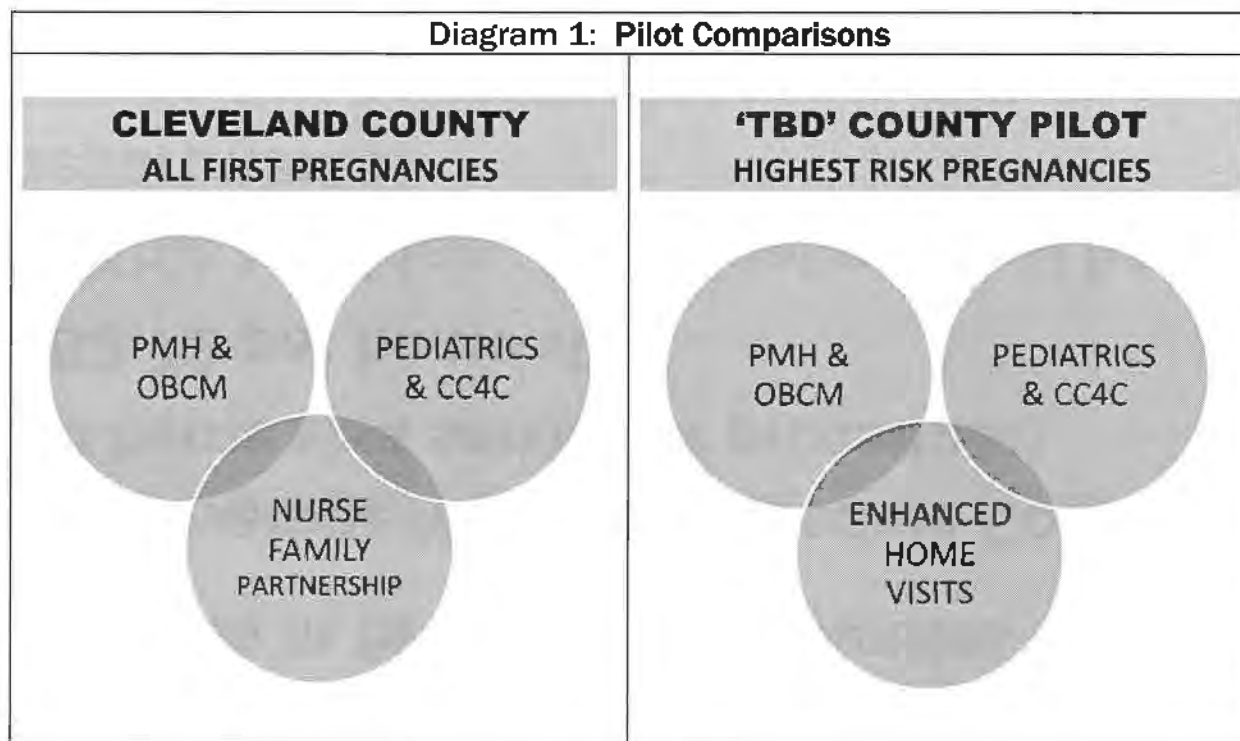 Diagram 1: Pilot Comparisons
CLEVELAND COUNTY
ALL FIRST PREGNANCIES
PMH &
OBCM
PEDIATRICS
& CC4C
NURSE
FAMILY
PARTNERSHIP
‘TBD’ COUNTY PILOT
HIGHEST RISK PREGNANCIES
PMH &
OBCM
PEDIATRICS
& CC4C
ENHANCED
HOME
VISITS